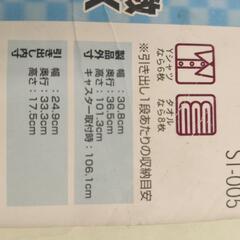 Yシャツ
なら6枚
タオル
なら8枚
※引き出し1段あたりの収納目安
製品外寸
幅:30.8cm
奥行:38.5cm
高さ:101.3cm
キャスター取付時:106.1cm
引き出し内寸
幅:24.9cm
奥行:33.3cm
高さ:17.5cm
ST-005